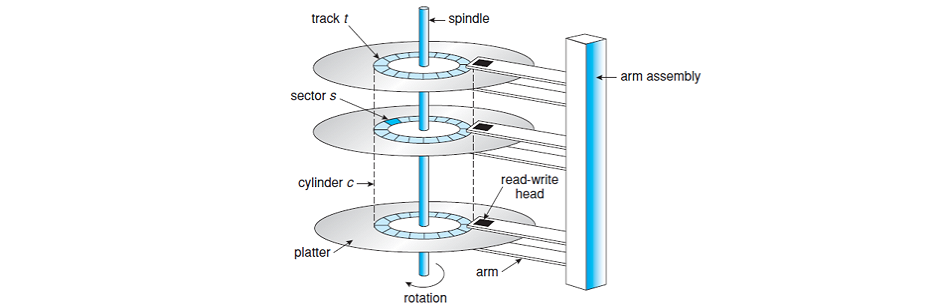 track t
spindle
arm assembly
sector s
cylinder c
read-write
head
platter
arm
rotation